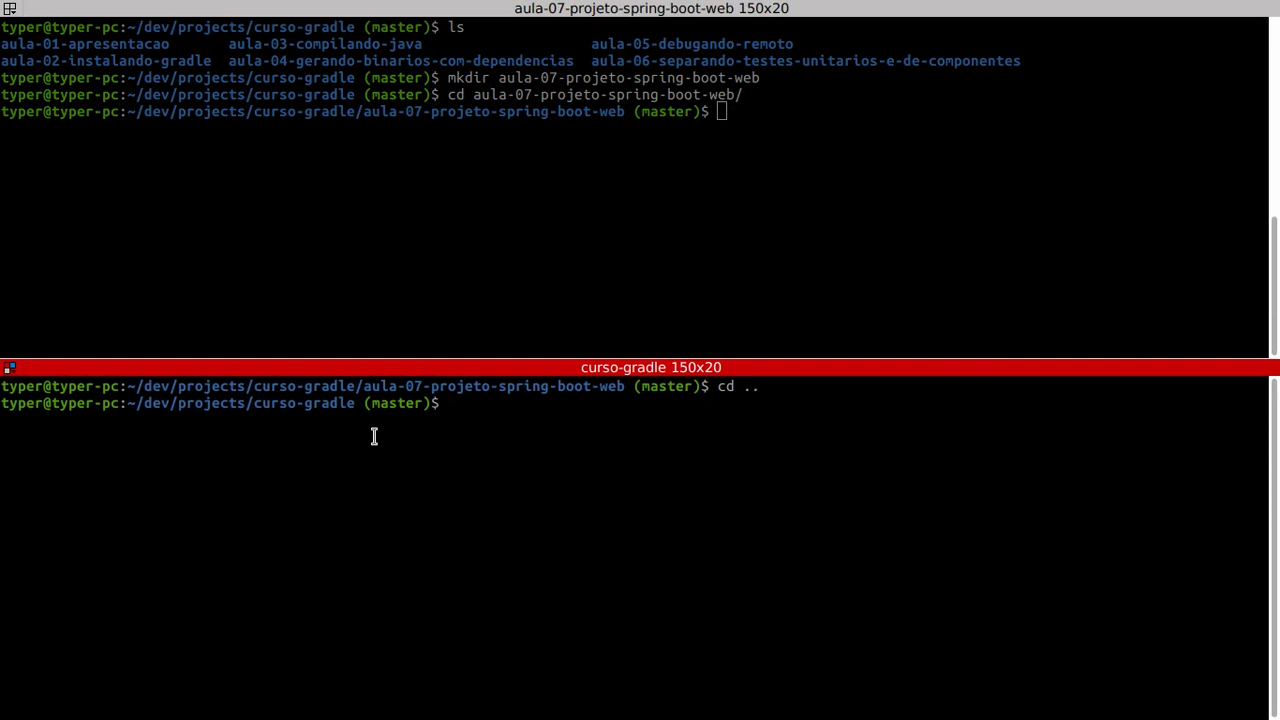 aula-07-projeto-spring-boot-web 150x20
typer@typer-pc:~/dev/projects/curso-gradle (master)$ ls
aula-01-apresentacao       aula-03-compilando-java                    aula-05-debugando-remoto
aula-02-instalando-gradle  aula-04-gerando-binarios-com-dependencias  aula-06-separando-testes-unitarios-e-de-componentes
typer@typer-pc:~/dev/projects/curso-gradle (master)$ mkdir aula-07-projeto-spring-boot-web
typer@typer-pc:~/dev/projects/curso-gradle (master)$ cd aula-07-projeto-spring-boot-web/
typer@typer-pc:~/dev/projects/curso-gradle/aula-07-projeto-spring-boot-web (master)$
curso-gradle 150x20
typer@typer-pc:~/dev/projects/curso-gradle/aula-07-projeto-spring-boot-web (master)$ cd ..
typer@typer-pc:~/dev/projects/curso-gradle (master)$